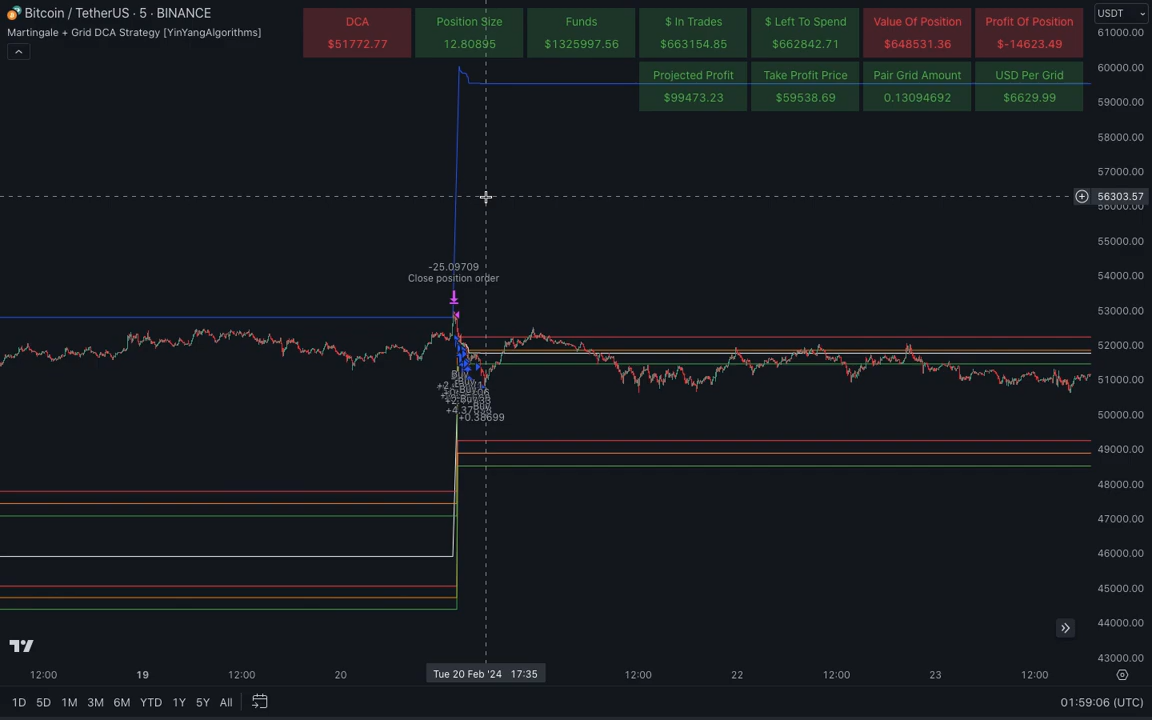 Bitcoin / TetherUS · 5 · BINANCE
Martingale + Grid DCA Strategy [YinYangAlgorithms]
DCA
$51772.77
Position Size
12.80895
Funds
$1325997.56
$ In Trades
$663154.85
$ Left To Spend
$662842.71
Value Of Position
$648531.36
Profit Of Position
$-14623.49
Projected Profit
$99473.23
Take Profit Price
$59538.69
Pair Grid Amount
0.13094692
USD Per Grid
$6629.99
USDT
61000.00
60000.00
59000.00
58000.00
57000.00
56303.57
56000.00
55000.00
54000.00
53000.00
52000.00
51000.00
50000.00
49000.00
48000.00
47000.00
46000.00
45000.00
44000.00
43000.00
-25.09709
Close position order
+0.38699
12:00
19
12:00
20
Tue 20 Feb '24 17:35
12:00
22
12:00
23
12:00
1D 5D 1M 3M 6M YTD 1Y 5Y All
01:59:06 (UTC)